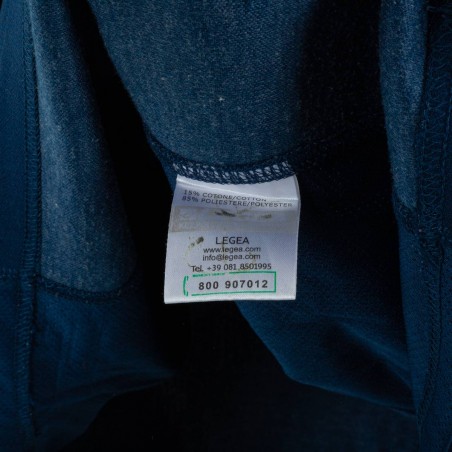 15% COTONE/COTTON
85% POLIESTERE/POLYESTER
LEGEA
www.legea.com
info@legea.com
Tel. +39 081 8501995
800 907012